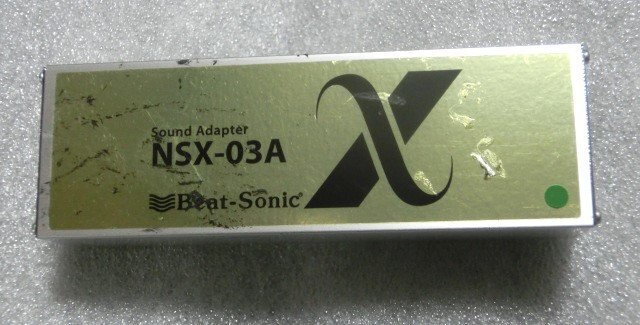 Sound Adapter
NSX-03A
Beat-Sonic®
X